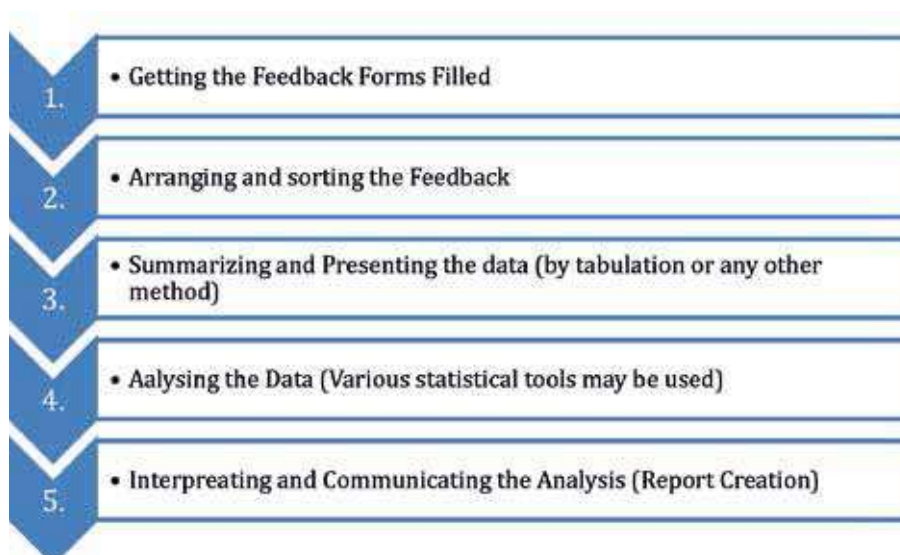 1.
• Getting the Feedback Forms Filled
2.
• Arranging and sorting the Feedback
3.
• Summarizing and Presenting the data (by tabulation or any other
method)
4.
• Aalysing the Data (Various statistical tools may be used)
5.
• Interpreating and Communicating the Analysis (Report Creation)